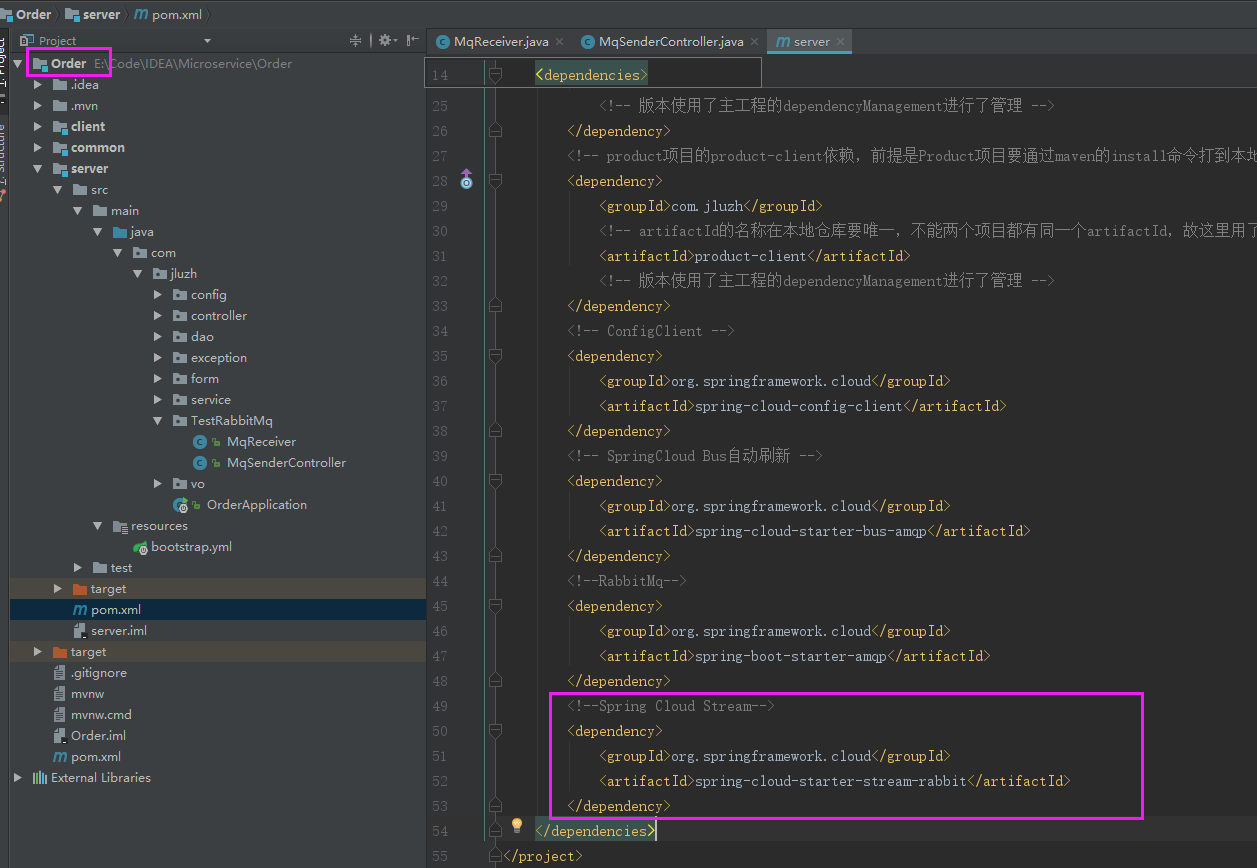 Order server pom.xml
Project
MqReceiver.java MqSenderController.java server
Order E:\Code\IDEA\Microservice\Order
.idea
.mvn
client
common
server
src
main
java
com
jluzh
config
controller
dao
exception
form
service
TestRabbitMq
MqReceiver
MqSenderController
vo
OrderApplication
resources
bootstrap.yml
test
target
pom.xml
server.iml
target
.gitignore
mvnw
mvnw.cmd
Order.iml
pom.xml
External Libraries
14 <dependencies>
25 <!-- 版本使用了主工程的dependencyManagement进行了管理 -->
26 </dependency>
27 <!-- product项目的product-client依赖，前提是Product项目要通过maven的install命令打到本地
28 <dependency>
29 <groupId>com.jluzh</groupId>
30 <!-- artifactId的名称在本地仓库要唯一，不能两个项目都有同一个artifactId，故这里用了
31 <artifactId>product-client</artifactId>
32 <!-- 版本使用了主工程的dependencyManagement进行了管理 -->
33 </dependency>
34 <!-- ConfigClient -->
35 <dependency>
36 <groupId>org.springframework.cloud</groupId>
37 <artifactId>spring-cloud-config-client</artifactId>
38 </dependency>
39 <!-- SpringCloud Bus自动刷新 -->
40 <dependency>
41 <groupId>org.springframework.cloud</groupId>
42 <artifactId>spring-cloud-starter-bus-amqp</artifactId>
43 </dependency>
44 <!--RabbitMq-->
45 <dependency>
46 <groupId>org.springframework.cloud</groupId>
47 <artifactId>spring-boot-starter-amqp</artifactId>
48 </dependency>
49 <!--Spring Cloud Stream-->
50 <dependency>
51 <groupId>org.springframework.cloud</groupId>
52 <artifactId>spring-cloud-starter-stream-rabbit</artifactId>
53 </dependency>
54 </dependencies>
55 </project>